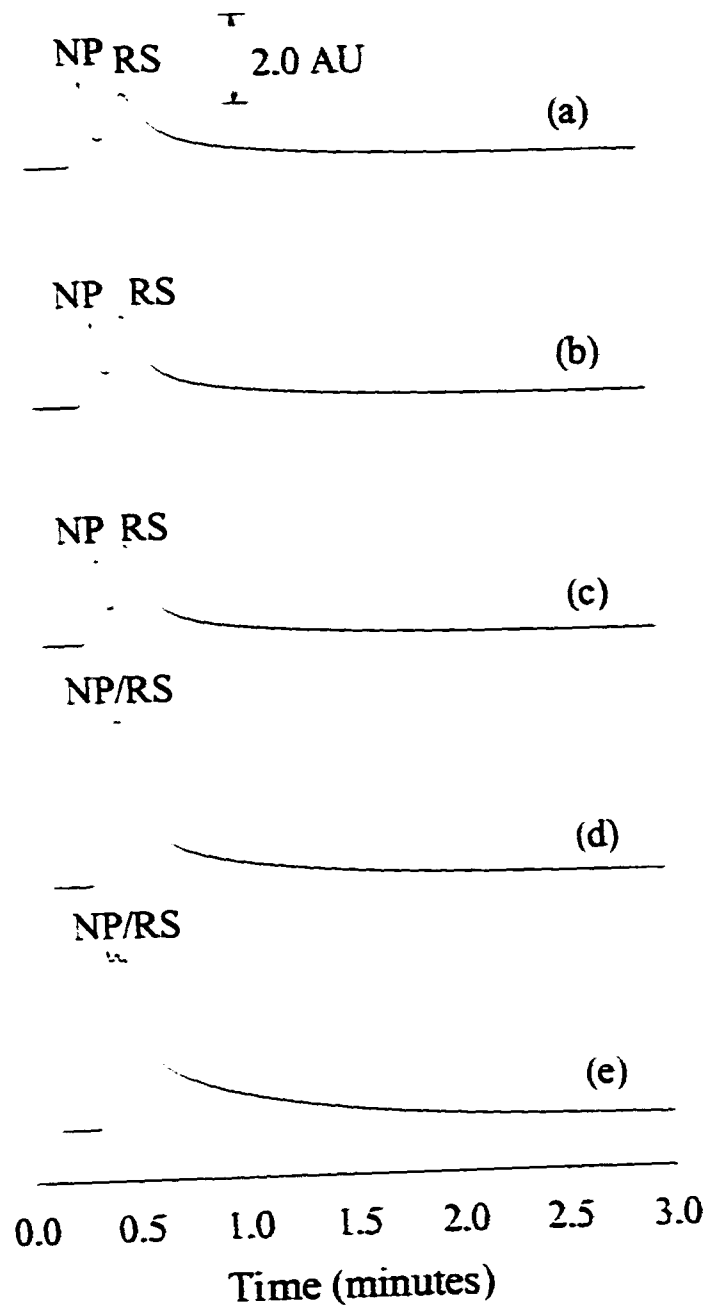 NP RS 2.0 AU
(a)
NP RS
(b)
NP RS
(c)
NP/RS
(d)
NP/RS
(e)
0.0 0.5 1.0 1.5 2.0 2.5 3.0
Time (minutes)